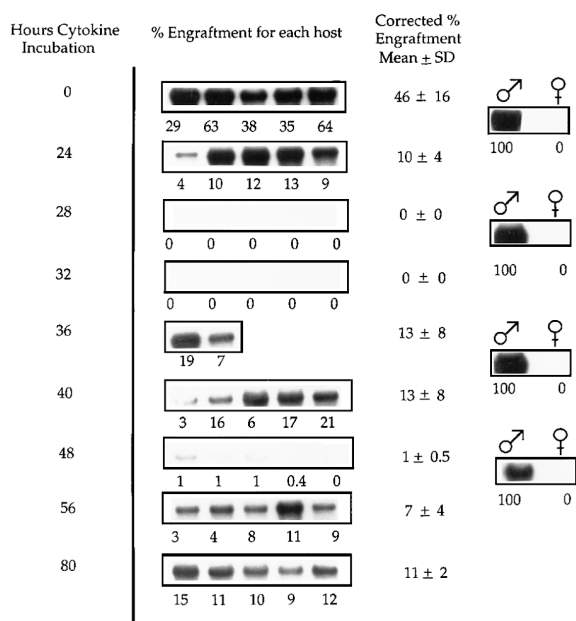 Hours Cytokine Incubation
% Engraftment for each host
Corrected % Engraftment Mean ± SD
0
46 ± 16
♂ ♀
29 63 38 35 64
100 0
24
10 ± 4
4 10 12 13 9
28
0 ± 0
♂ ♀
0 0 0 0 0
100 0
32
0 ± 0
0 0 0 0 0
36
13 ± 8
♂ ♀
19 7
100 0
40
13 ± 8
3 16 6 17 21
48
1 ± 0.5
♂ ♀
1 1 1 0.4 0
100 0
56
7 ± 4
3 4 8 11 9
80
11 ± 2
15 11 10 9 12